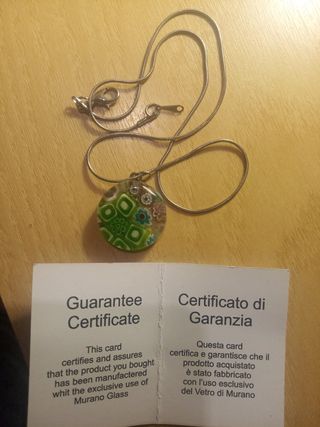 Guarantee
Certificate
This card
certifies and assures
that the product you bought
has been manufactured
whit the exclusive use of
Murano Glass
Certificato di
Garanzia
Questa card
certifica e garantisce che il
prodotto acquistato
è stato fabbricato
con l'uso esclusivo
del Vetro di Murano